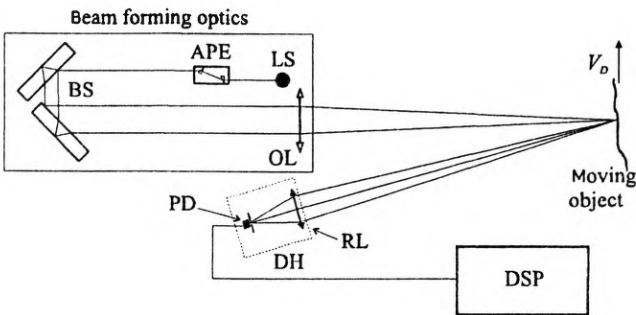 Beam forming optics
APE
LS
BS
OL
V_D
Moving
object
PD
RL
DH
DSP